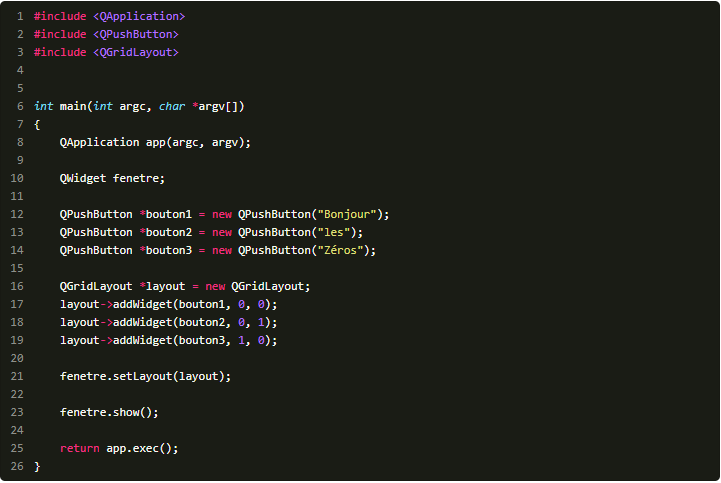 1 #include <QApplication>
2 #include <QPushButton>
3 #include <QGridLayout>
4
5
6 int main(int argc, char *argv[])
7 {
8     QApplication app(argc, argv);
9
10     QWidget fenetre;
11
12     QPushButton *bouton1 = new QPushButton("Bonjour");
13     QPushButton *bouton2 = new QPushButton("les");
14     QPushButton *bouton3 = new QPushButton("Zéros");
15
16     QGridLayout *layout = new QGridLayout;
17     layout->addWidget(bouton1, 0, 0);
18     layout->addWidget(bouton2, 0, 1);
19     layout->addWidget(bouton3, 1, 0);
20
21     fenetre.setLayout(layout);
22
23     fenetre.show();
24
25     return app.exec();
26 }